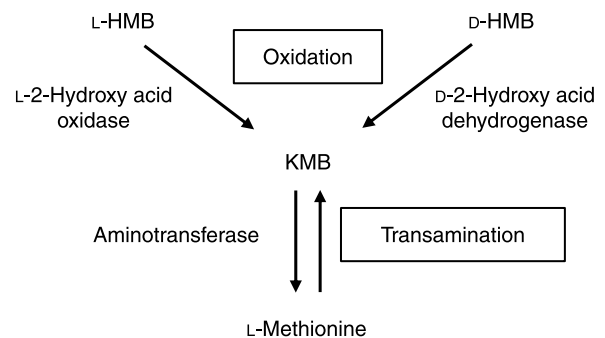 L-HMB
D-HMB
Oxidation
L-2-Hydroxy acid
oxidase
D-2-Hydroxy acid
dehydrogenase
KMB
Aminotransferase
Transamination
L-Methionine